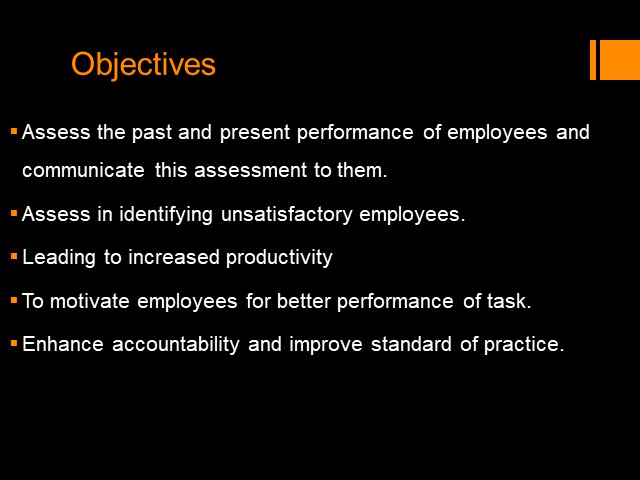 Objectives
▪ Assess the past and present performance of employees and
communicate this assessment to them.
▪ Assess in identifying unsatisfactory employees.
▪ Leading to increased productivity
▪ To motivate employees for better performance of task.
▪ Enhance accountability and improve standard of practice.